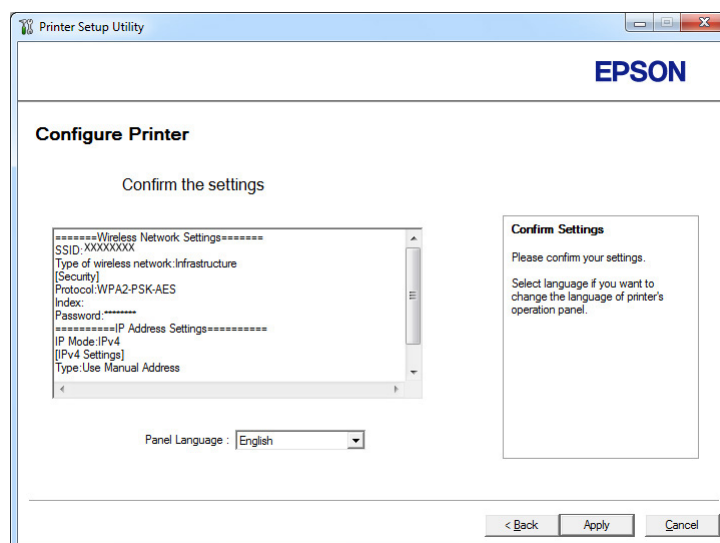 Printer Setup Utility
EPSON
Configure Printer
Confirm the settings
=======Wireless Network Settings=======
SSID:XXXXXXXX
Type of wireless network:Infrastructure
[Security]
Protocol:WPA2-PSK-AES
Index:
Password:********
==========IP Address Settings==========
IP Mode:IPv4
[IPv4 Settings]
Type:Use Manual Address
Panel Language : English
Confirm Settings
Please confirm your settings.
Select language if you want to
change the language of printer's
operation panel.
< Back Apply Cancel